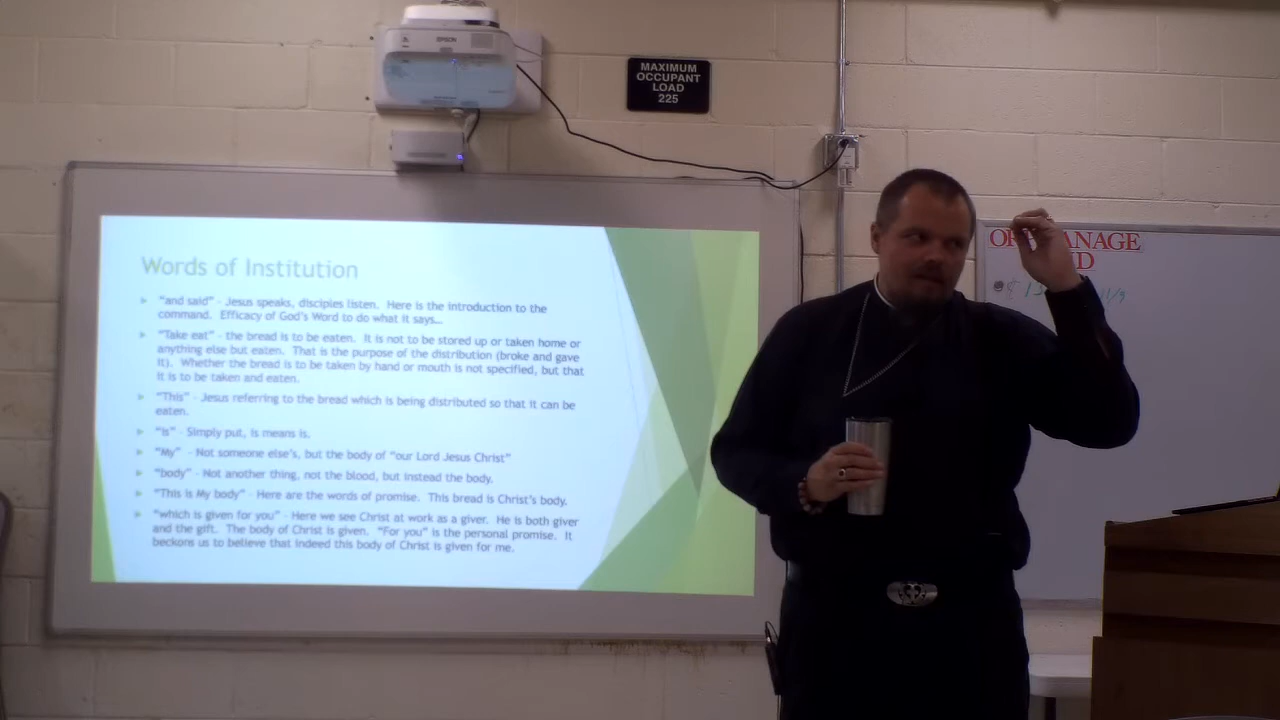 EPSON
MAXIMUM
OCCUPANT
LOAD
225
Words of Institution
"and said" - Jesus speaks, disciples listen. Here is the introduction to the
command. Efficacy of God's Word to do what it says…
"Take eat" - the bread is to be eaten. It is not to be stored up or taken home or
anything else but eaten. That is the purpose of the distribution (broke and gave
it). Whether the bread is to be taken by hand or mouth is not specified, but that
it is to be taken and eaten.
"This" - Jesus referring to the bread which is being distributed so that it can be
eaten.
"is" - Simply put, is means is.
"My" - Not someone else's, but the body of "our Lord Jesus Christ"
"body" - Not another thing, not the blood, but instead the body.
"This is My body" - Here are the words of promise. This bread is Christ's body.
"which is given for you" - Here we see Christ at work as a giver. He is both giver
and the gift. The body of Christ is given. "For you" is the personal promise. It
beckons us to believe that indeed this body of Christ is given for me.